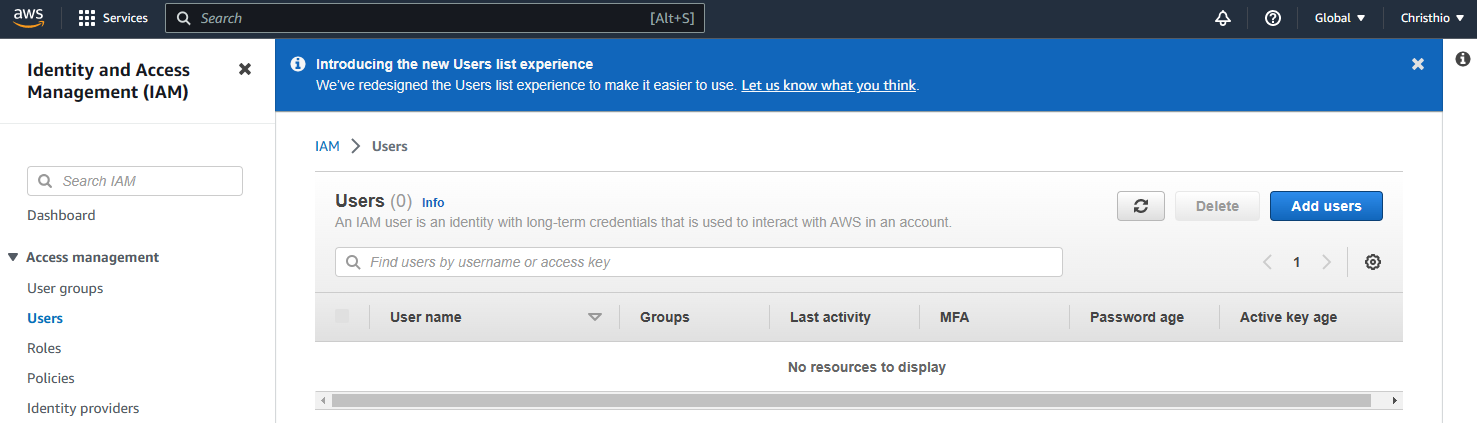 aws
Services
Search
[Alt+S]
Global
Christhio
Identity and Access
Management (IAM)
Search IAM
Dashboard
Access management
User groups
Users
Roles
Policies
Identity providers
Introducing the new Users list experience
We've redesigned the Users list experience to make it easier to use. Let us know what you think.
IAM > Users
Users (0) Info
An IAM user is an identity with long-term credentials that is used to interact with AWS in an account.
Delete
Add users
Find users by username or access key
1
User name Groups Last activity MFA Password age Active key age
No resources to display